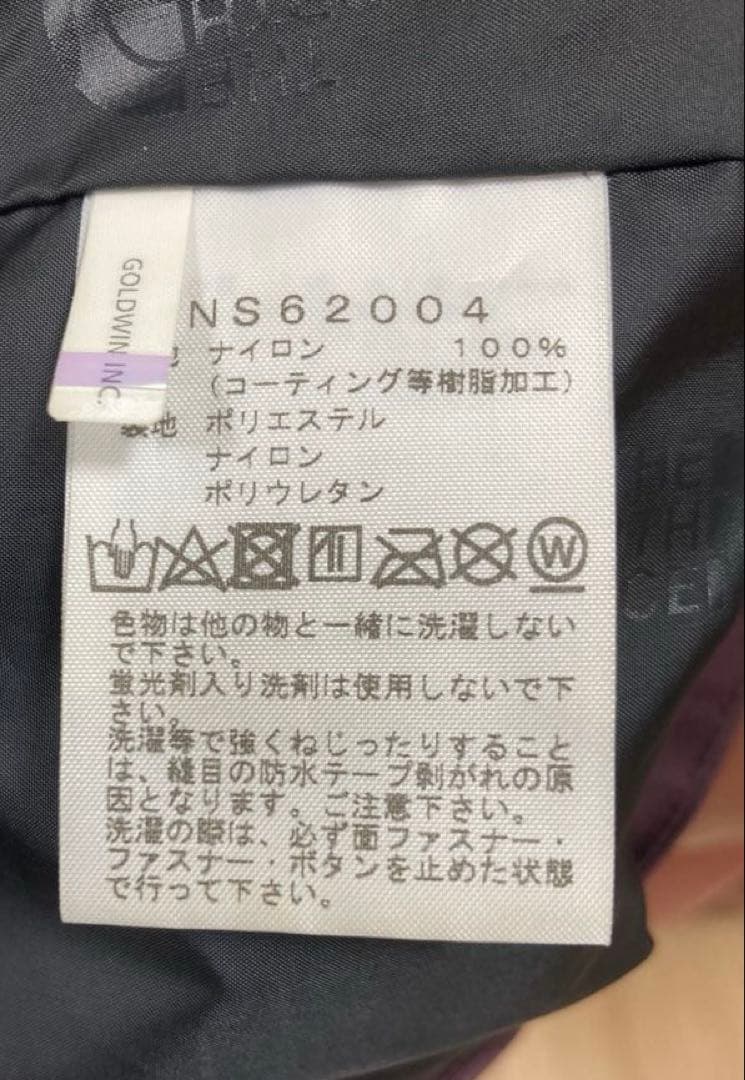 GOLDWIN INC.
NS62004
地 ナイロン 100%
(コーティング等樹脂加工)
裏地 ポリエステル
ナイロン
ポリウレタン
W
色物は他の物と一緒に洗濯しない
で下さい。
蛍光剤入り洗剤は使用しないで下
さい。
洗濯等で強くねじったりすること
は、縫目の防水テープ剥がれの原
因となります。ご注意下さい。
洗濯の際は、必ず面ファスナー・
ファスナー・ボタンを止めた状態
で行って下さい。